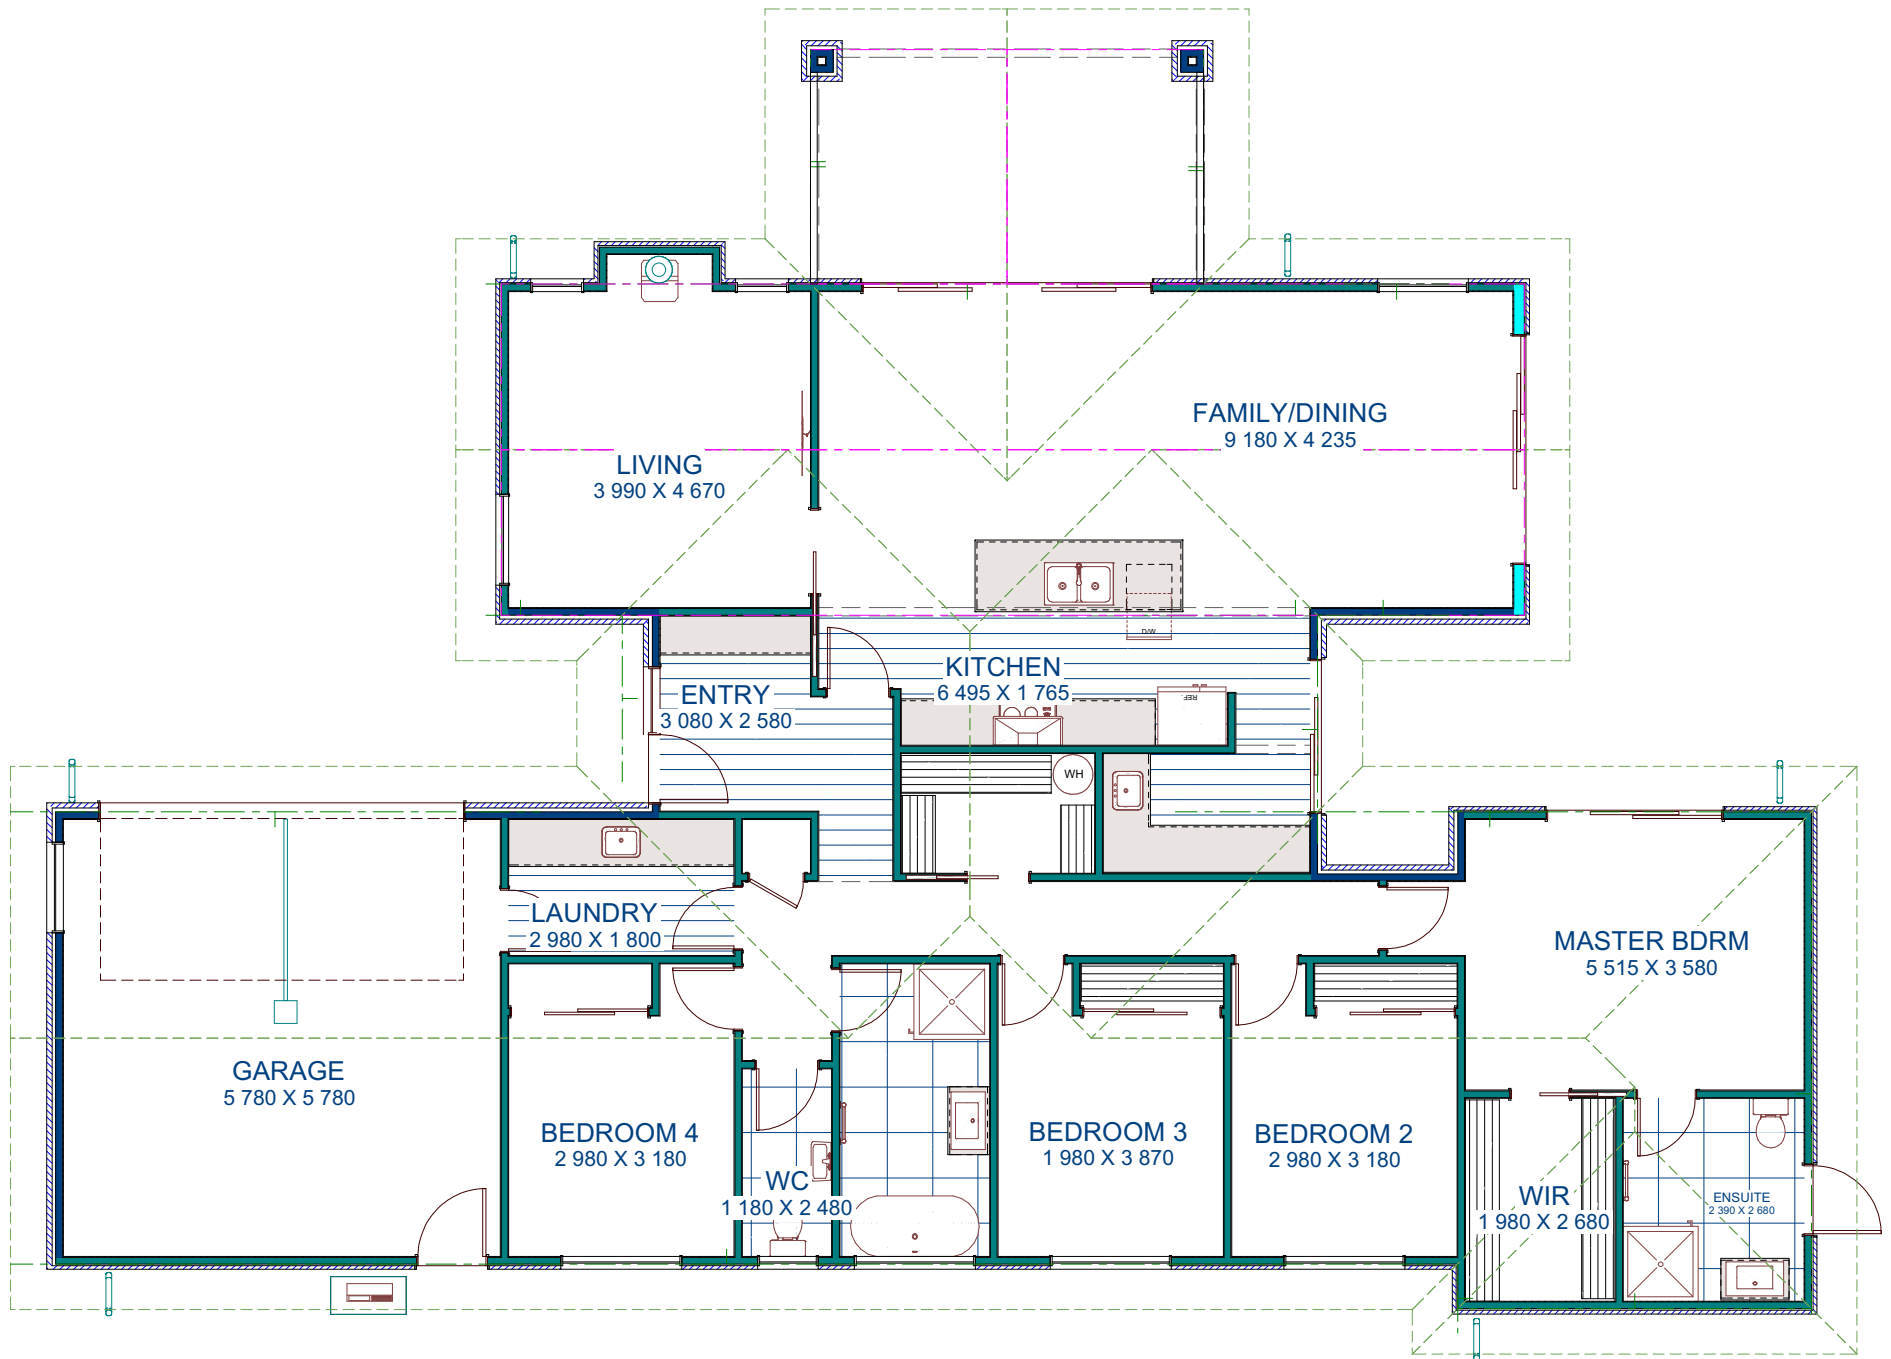 FAMILY/DINING
9 180 X 4 235
LIVING
3 990 X 4 670
D/W
KITCHEN
6 495 X 1 765
REF.
ENTRY
3 080 X 2 580
WH
LAUNDRY
2 980 X 1 800
MASTER BDRM
5 515 X 3 580
GARAGE
5 780 X 5 780
BEDROOM 4
2 980 X 3 180
BEDROOM 3
1 980 X 3 870
BEDROOM 2
2 980 X 3 180
WC
1 180 X 2 480
WIR
1 980 X 2 680
ENSUITE
2 390 X 2 680